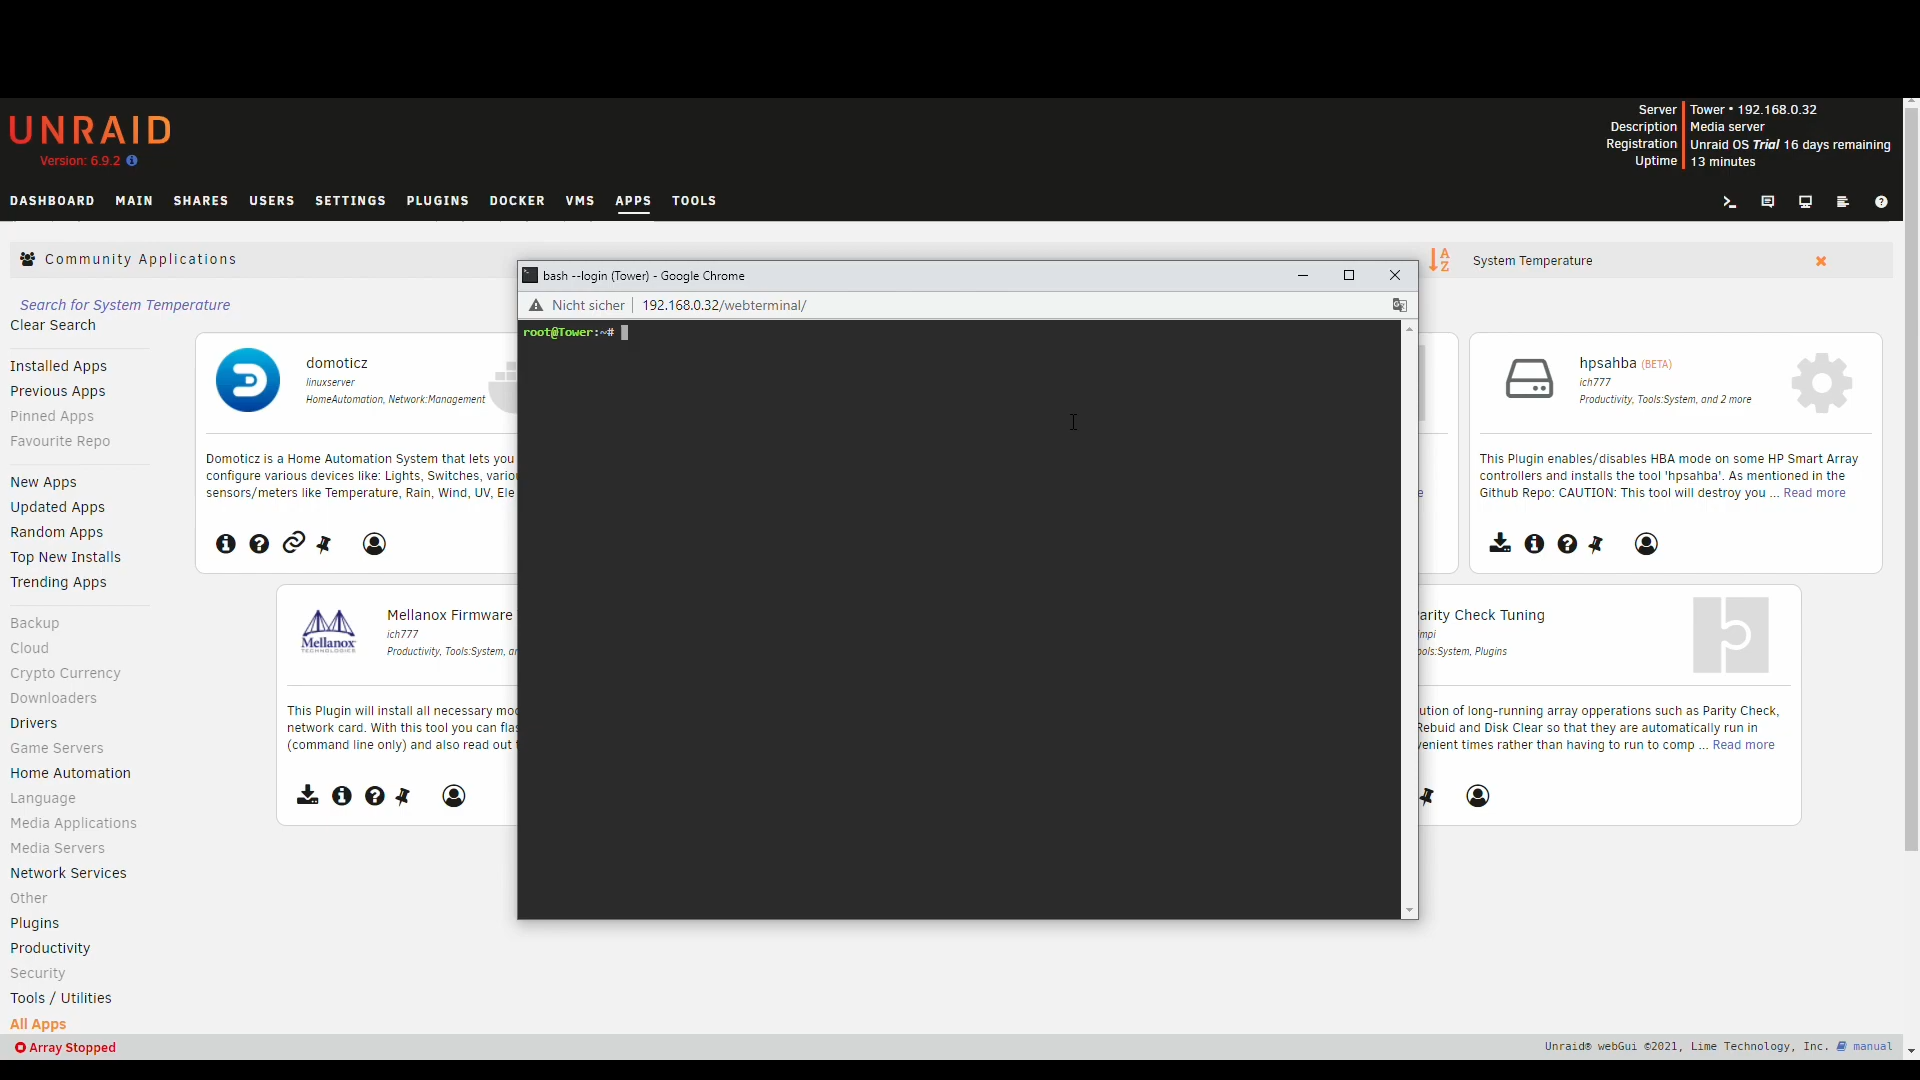 UNRAID
Version: 6.9.2
Server Tower • 192.168.0.32
Description Media server
Registration Unraid OS Trial 16 days remaining
Uptime 13 minutes
DASHBOARD MAIN SHARES USERS SETTINGS PLUGINS DOCKER VMS APPS TOOLS
Community Applications
System Temperature
bash --login (Tower) - Google Chrome
Nicht sicher 192.168.0.32/webterminal/
root@Tower:~#
Search for System Temperature
Clear Search
Installed Apps
Previous Apps
Pinned Apps
Favourite Repo
New Apps
Updated Apps
Random Apps
Top New Installs
Trending Apps
Backup
Cloud
Crypto Currency
Downloaders
Drivers
Game Servers
Home Automation
Language
Media Applications
Media Servers
Network Services
Other
Plugins
Productivity
Security
Tools / Utilities
All Apps
domoticz
linuxserver
HomeAutomation, Network:Management
Domoticz is a Home Automation System that lets you
configure various devices like: Lights, Switches,
sensors/meters like Temperature, Rain, Wind, UV,
hpsahba (BETA)
ich777
Productivity, Tools:System, and 2 more
This Plugin enables/disables HBA mode on some HP Smart Array
controllers and installs the tool 'hpsahba'. As mentioned in the
Github Repo: CAUTION: This tool will destroy you ... Read more
Mellanox Firmware
ich777
Productivity, Tools:System,
This Plugin will install all necessary
network card. With this tool you can
(command line only) and also read out
arity Check Tuning
mpi
ools:System, Plugins
ution of long-running array opperations such as Parity Check,
Rebuid and Disk Clear so that they are automatically run in
venient times rather than having to run to comp ... Read more
Array Stopped
Unraid® webGui ©2021, Lime Technology, Inc. manual